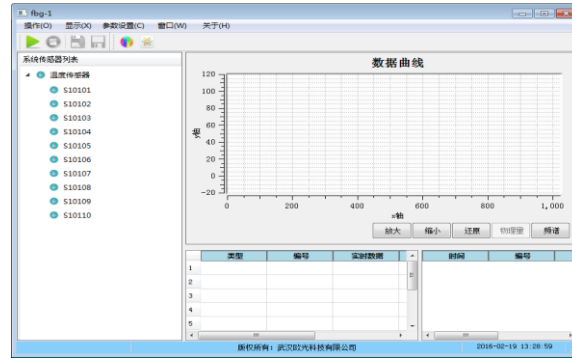 fbg-1
操作(O) 显示(X) 参数设置(C) 窗口(W) 关于(H)
系统传感器列表
温度传感器
S10101
S10102
S10103
S10104
S10105
S10106
S10107
S10108
S10109
S10110
数据曲线
120
100
80
60
40
20
0
-20
y轴
0 200 400 600 800 1,000
x轴
放大 缩小 还原 物理量 频谱
类型 编号 实时数据 时间 编号
1
2
3
4
5
版权所有：武汉欧光科技有限公司 2016-02-19 13:28:59